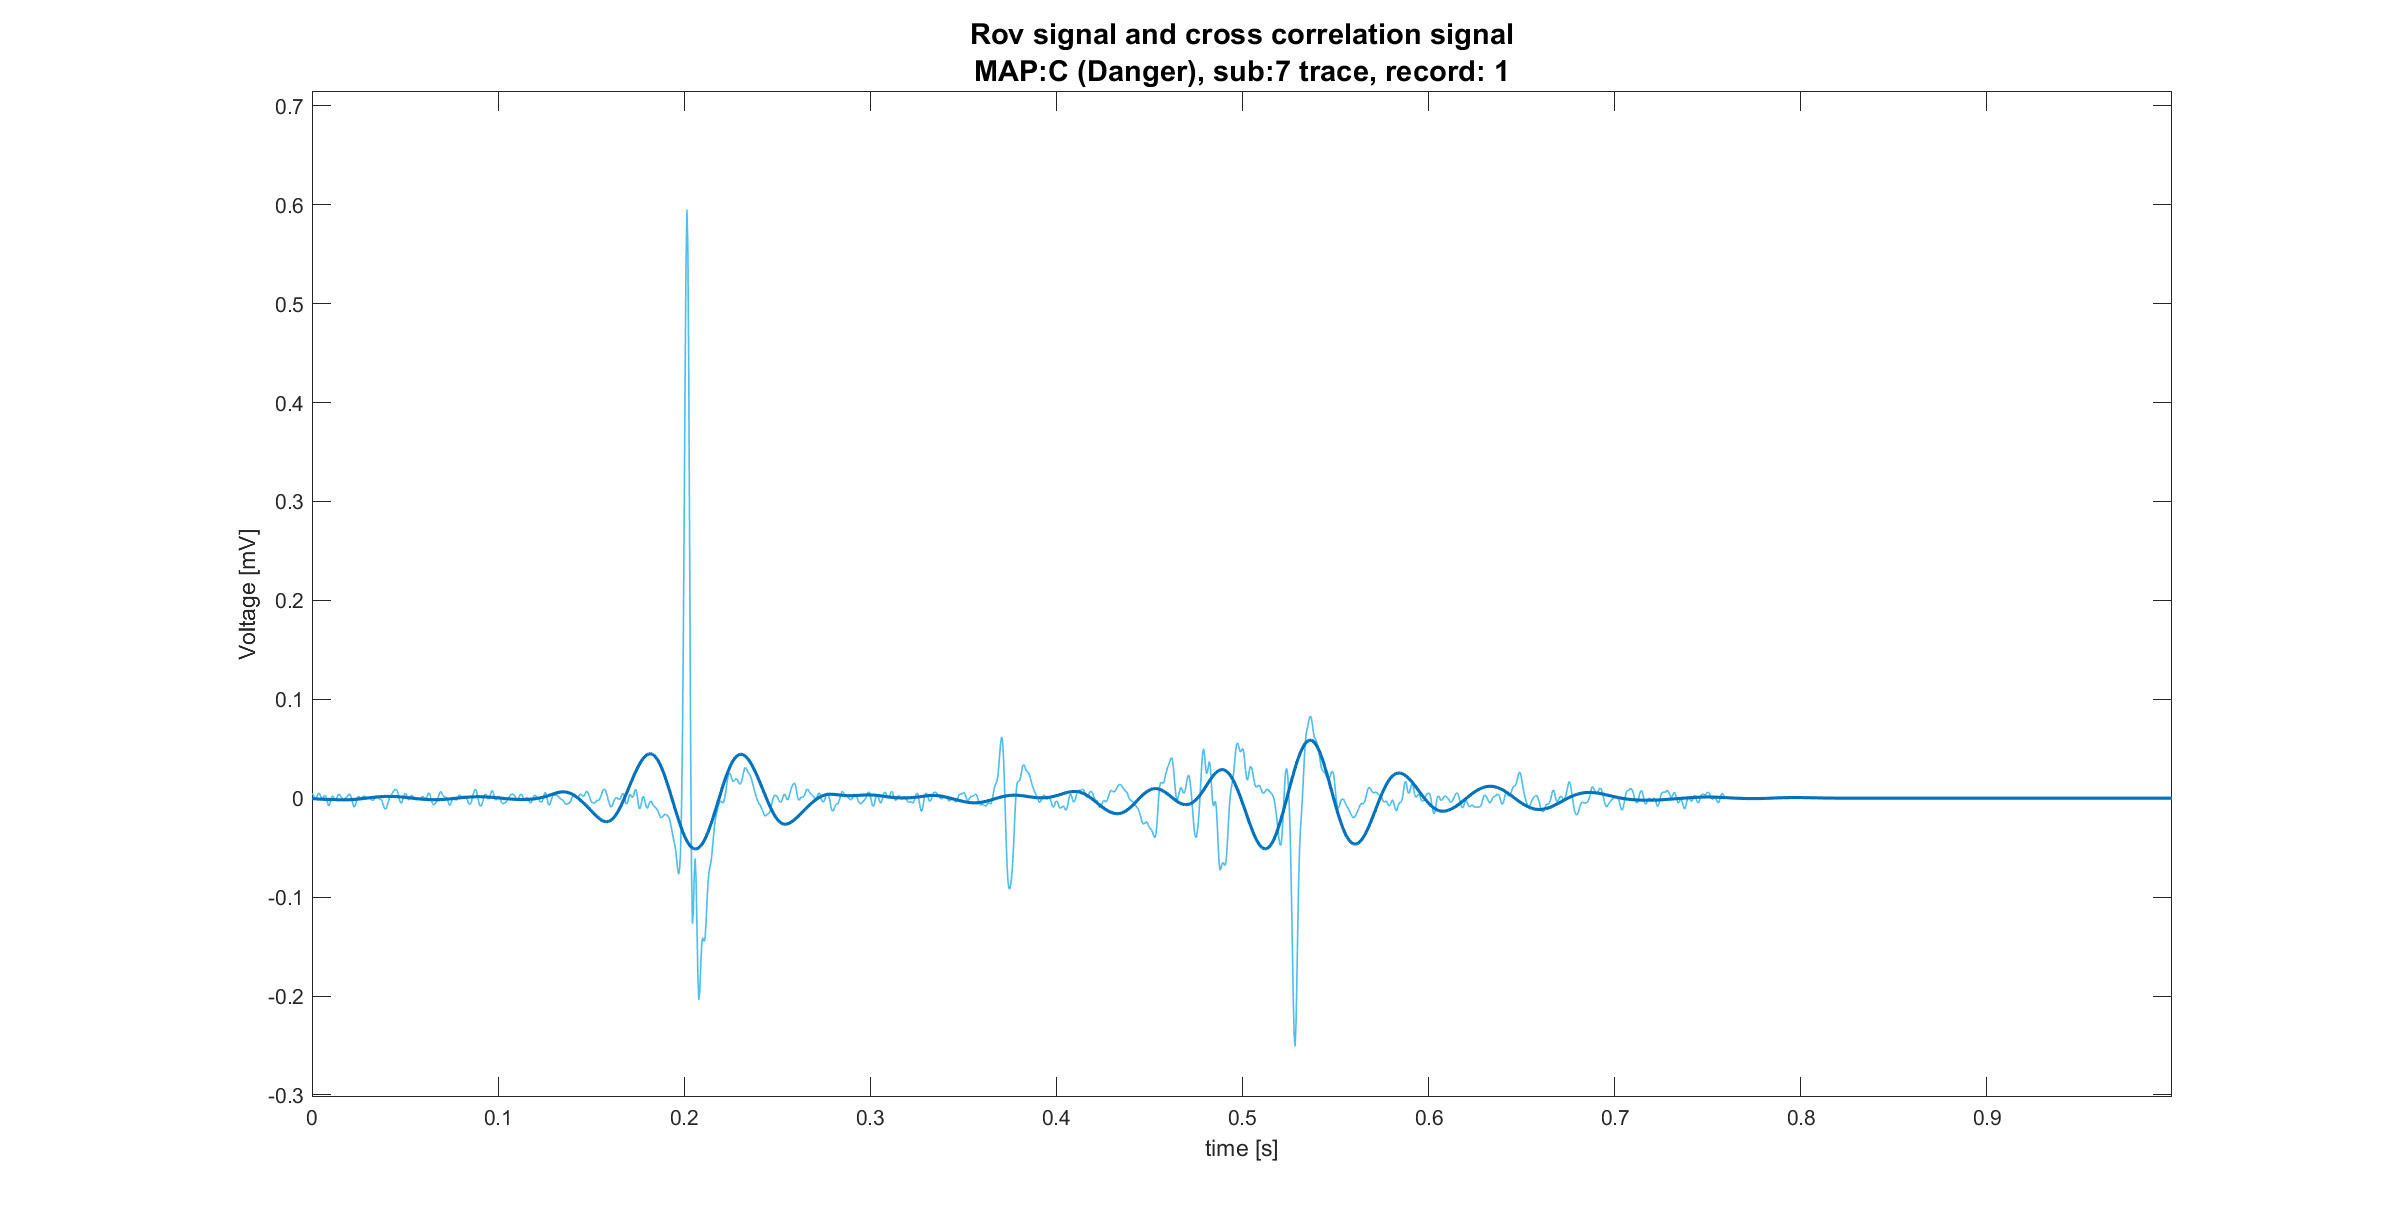 Rov signal and cross correlation signal
MAP:C (Danger), sub:7 trace, record: 1
0.7
0.6
0.5
0.4
0.3
0.2
0.1
0
-0.1
-0.2
-0.3
Voltage [mV]
0 0.1 0.2 0.3 0.4 0.5 0.6 0.7 0.8 0.9
time [s]